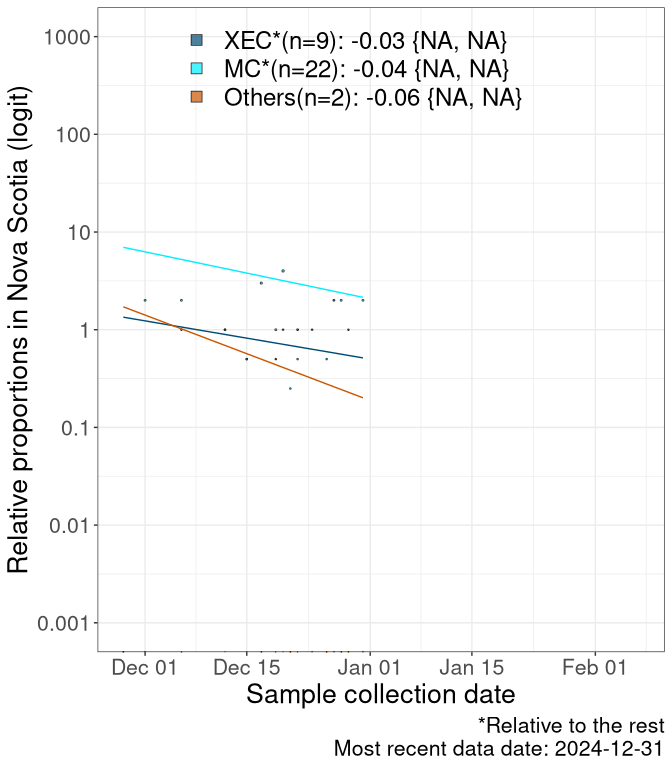 XEC*(n=9): -0.03 {NA, NA}
MC*(n=22): -0.04 {NA, NA}
Others(n=2): -0.06 {NA, NA}
Relative proportions in Nova Scotia (logit)
1000
100
10
1
0.1
0.01
0.001
Dec 01
Dec 15
Jan 01
Jan 15
Feb 01
Sample collection date
*Relative to the rest
Most recent data date: 2024-12-31